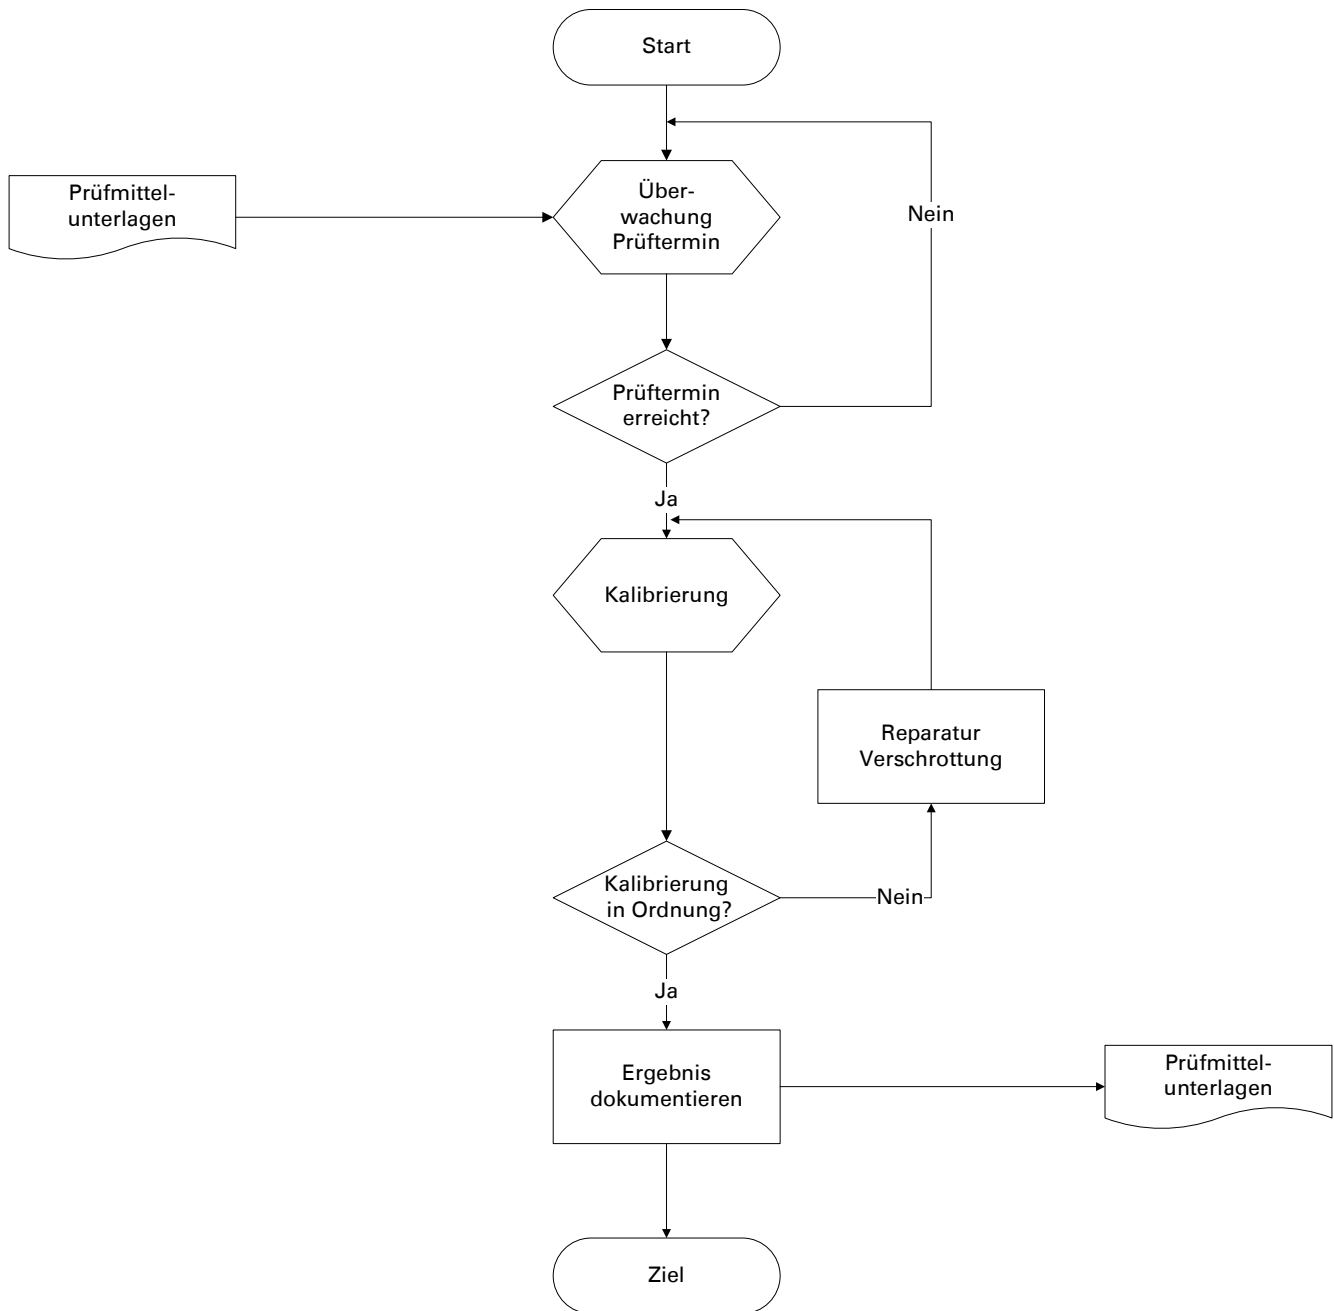 Start
Prüfmittel-
unterlagen
Über-
wachung
Prüftermin
Nein
Prüftermin
erreicht?
Ja
Kalibrierung
Reparatur
Verschrottung
Kalibrierung
in Ordnung?
Nein
Ja
Ergebnis
dokumentieren
Prüfmittel-
unterlagen
Ziel